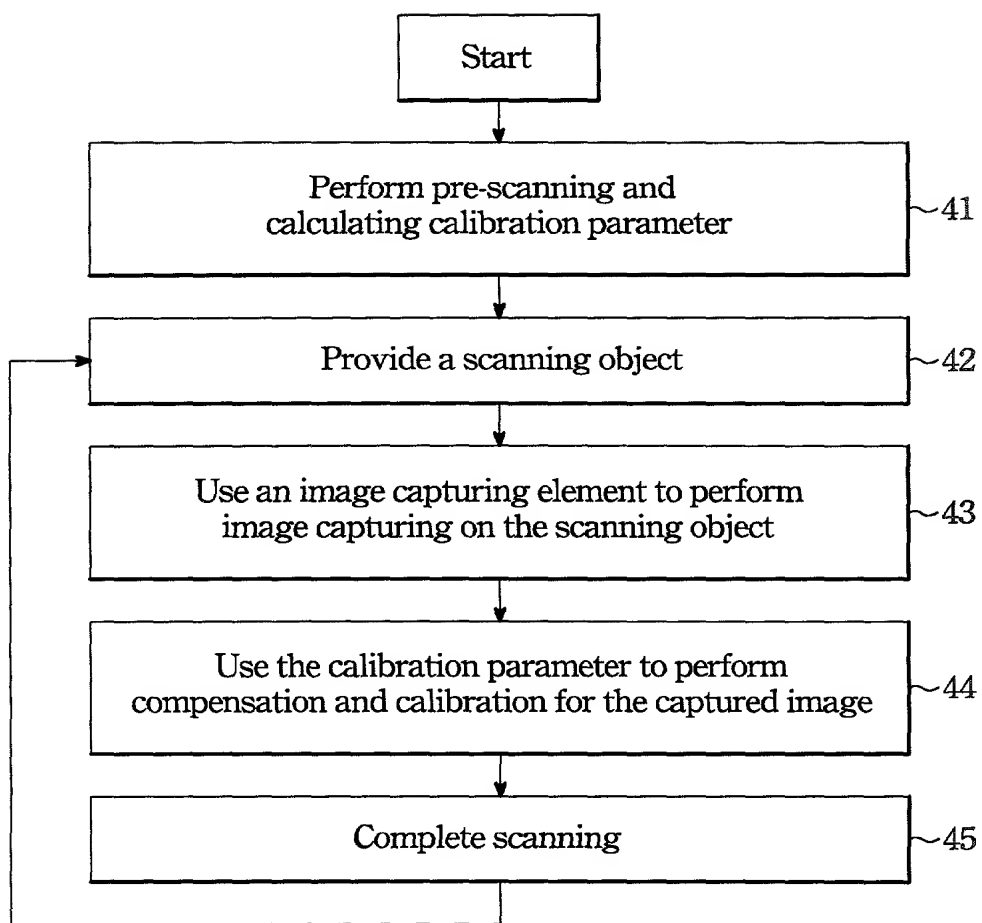 Start
Perform pre-scanning and
calculating calibration parameter
41
Provide a scanning object
42
Use an image capturing element to perform
image capturing on the scanning object
43
Use the calibration parameter to perform
compensation and calibration for the captured image
44
Complete scanning
45